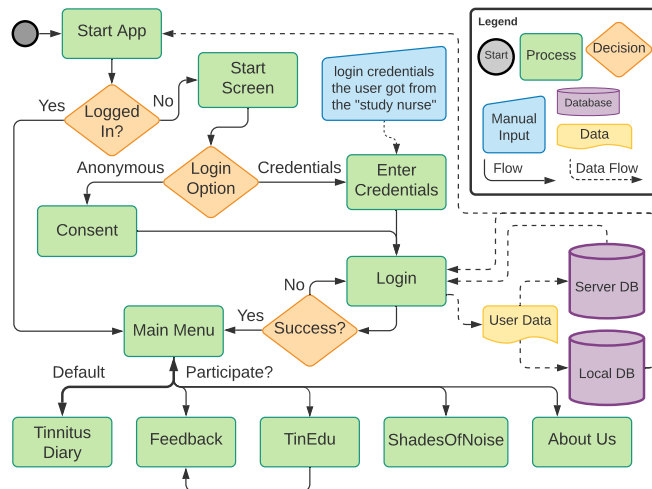 Legend
Start App
Start
Process
Decision
Start
Screen
login credentials
the user got from
the "study nurse"
Yes
No
Logged
In?
Database
Manual
Input
Data
Flow
Data Flow
Anonymous
Login
Option
Credentials
Enter
Credentials
Consent
Login
Server DB
No
User Data
Yes
Success?
Main Menu
Local DB
Default
Participate?
Tinnitus
Diary
Feedback
TinEdu
ShadesOfNoise
About Us